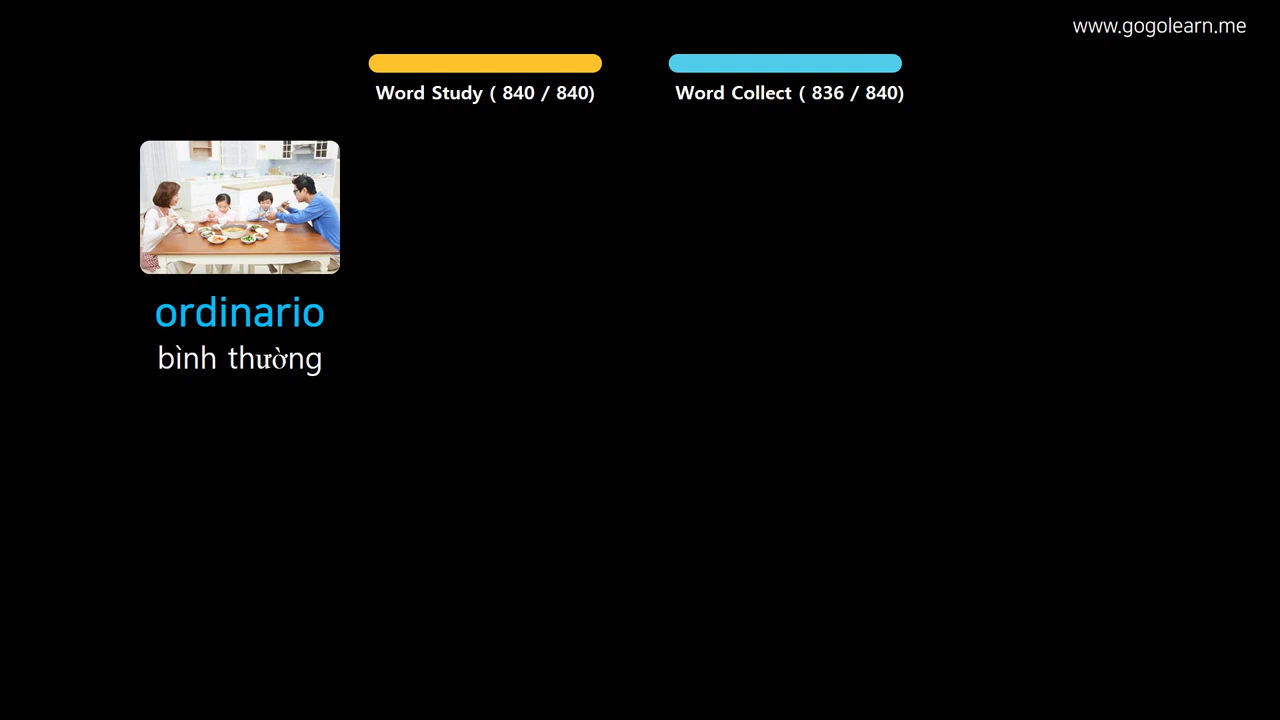 www.gogolearn.me
Word Study ( 840 / 840)
Word Collect ( 836 / 840)
ordinario
bình thường